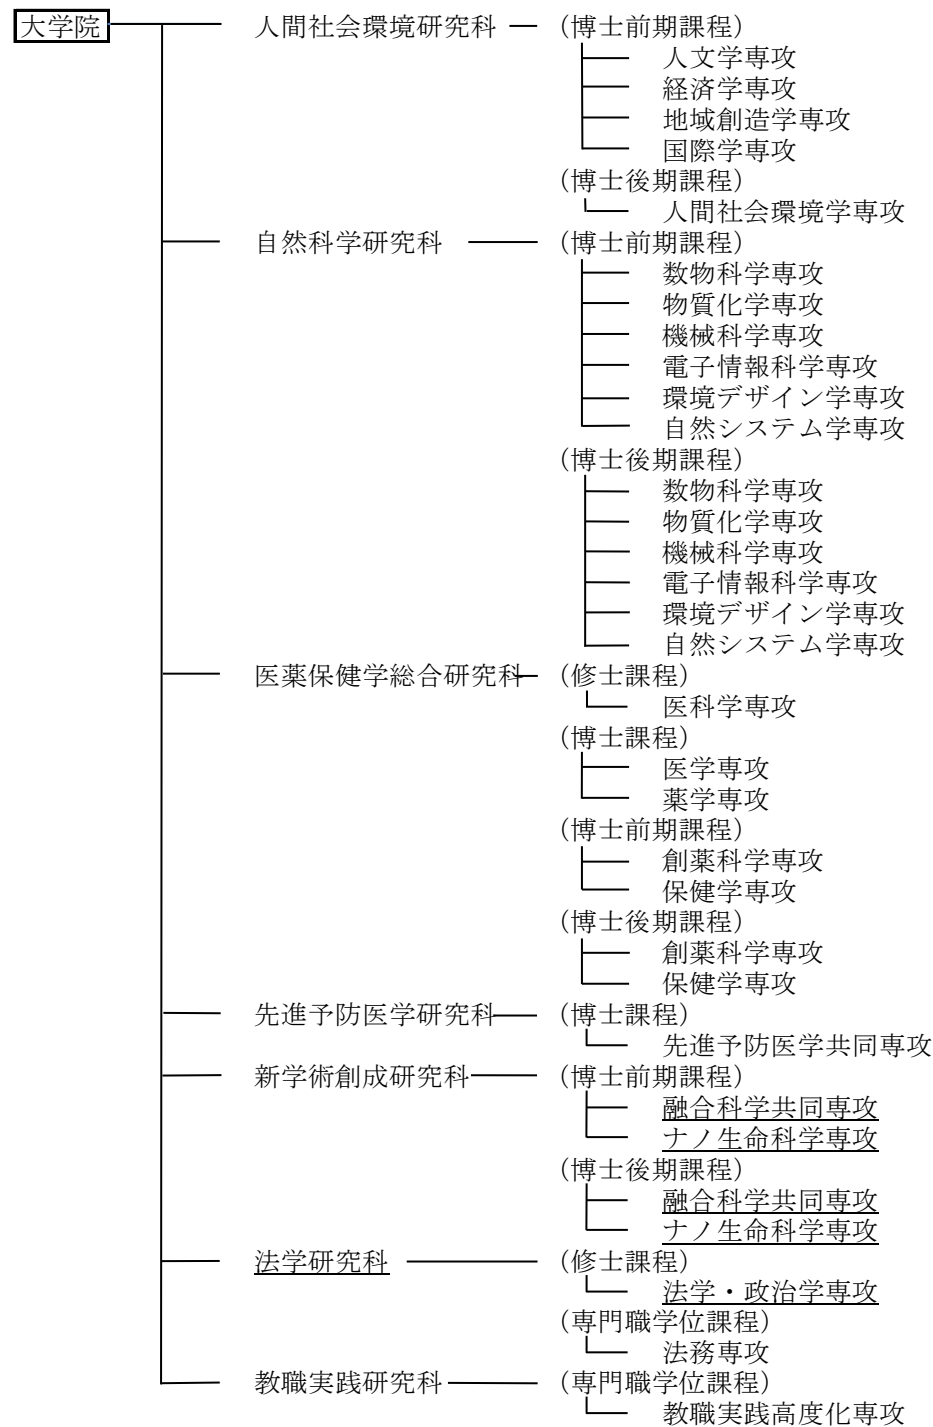 大学院 人間社会環境研究科 (博士前期課程)
人文学専攻
経済学専攻
地域創造学専攻
国際学専攻
(博士後期課程)
人間社会環境学専攻
自然科学研究科 (博士前期課程)
数物科学専攻
物質化学専攻
機械科学専攻
電子情報科学専攻
環境デザイン学専攻
自然システム学専攻
(博士後期課程)
数物科学専攻
物質化学専攻
機械科学専攻
電子情報科学専攻
環境デザイン学専攻
自然システム学専攻
医薬保健学総合研究科 (修士課程)
医科学専攻
(博士課程)
医学専攻
薬学専攻
(博士前期課程)
創薬科学専攻
保健学専攻
(博士後期課程)
創薬科学専攻
保健学専攻
先進予防医学研究科 (博士課程)
先進予防医学共同専攻
新学術創成研究科 (博士前期課程)
融合科学共同専攻
ナノ生命科学専攻
(博士後期課程)
融合科学共同専攻
ナノ生命科学専攻
法学研究科 (修士課程)
法学・政治学専攻
(専門職学位課程)
法務専攻
教職実践研究科 (専門職学位課程)
教職実践高度化専攻